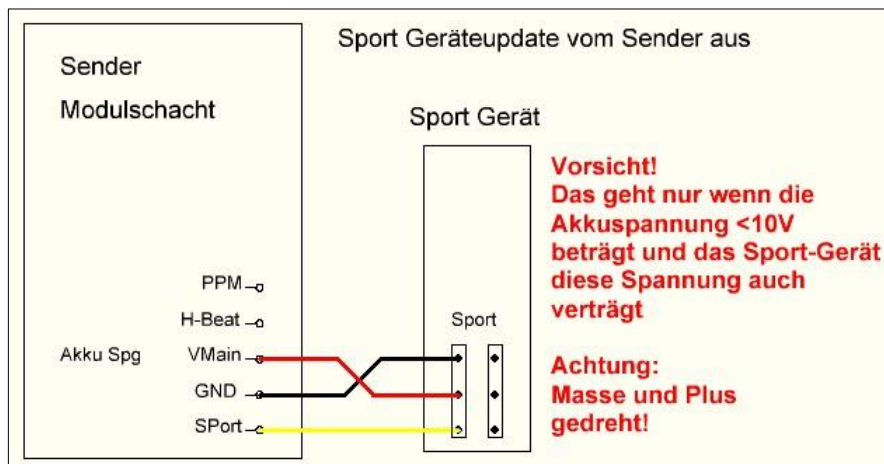 Sport Geräteupdate vom Sender aus
Sender
Modulschacht
Sport Gerät
Vorsicht!
Das geht nur wenn die
Akkuspannung <10V
beträgt und das Sport-Gerät
diese Spannung auch
verträgt
PPM
H-Beat
Sport
Akku Spg VMain
GND
SPort
Achtung:
Masse und Plus
gedreht!